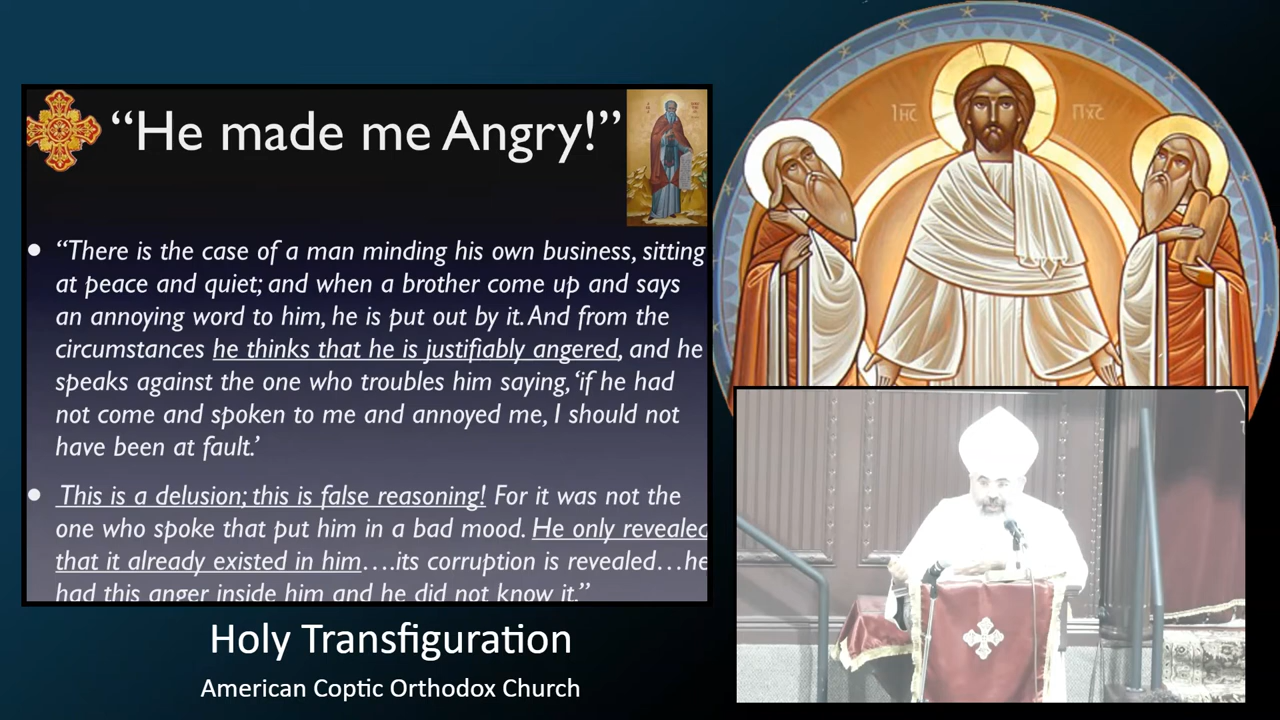 “He made me Angry!”
“There is the case of a man minding his own business, sitting
at peace and quiet; and when a brother come up and says
an annoying word to him, he is put out by it. And from the
circumstances he thinks that he is justifiably angered, and he
speaks against the one who troubles him saying, ‘if he had
not come and spoken to me and annoyed me, I should not
have been at fault.’
This is a delusion; this is false reasoning! For it was not the
one who spoke that put him in a bad mood. He only revealed
that it already existed in him….its corruption is revealed…he
had this anger inside him and he did not know it.”
ΙΗС ΠΧС
Holy Transfiguration
American Coptic Orthodox Church